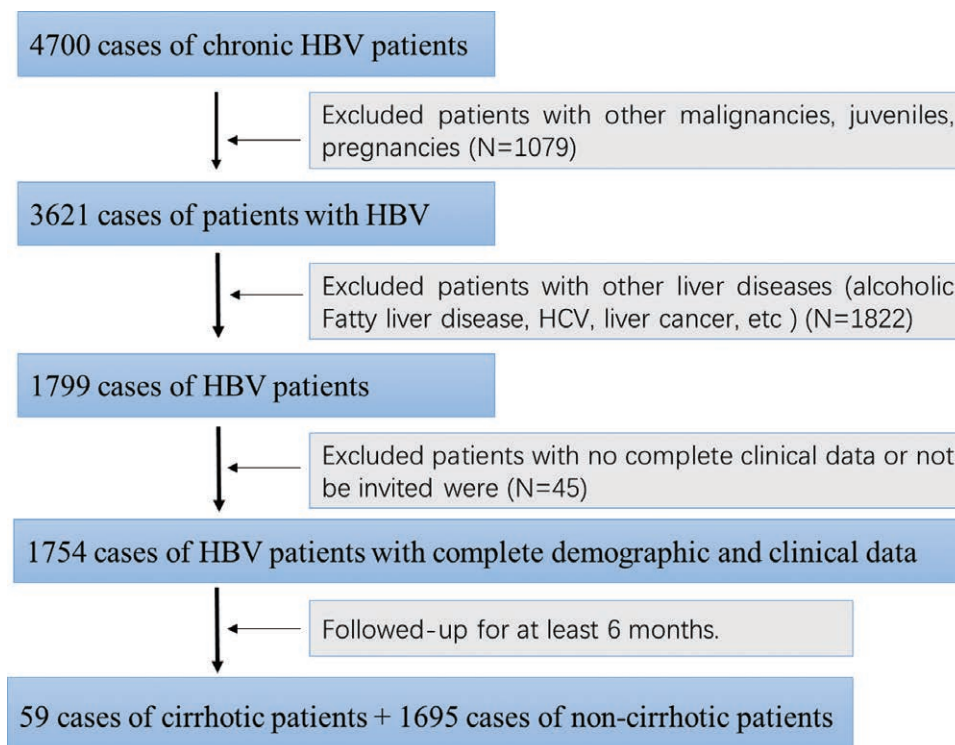 4700 cases of chronic HBV patients
Excluded patients with other malignancies, juveniles,
pregnancies (N=1079)
3621 cases of patients with HBV
Excluded patients with other liver diseases (alcoholic
Fatty liver disease, HCV, liver cancer, etc ) (N=1822)
1799 cases of HBV patients
Excluded patients with no complete clinical data or not
be invited were (N=45)
1754 cases of HBV patients with complete demographic and clinical data
Followed-up for at least 6 months.
59 cases of cirrhotic patients + 1695 cases of non-cirrhotic patients